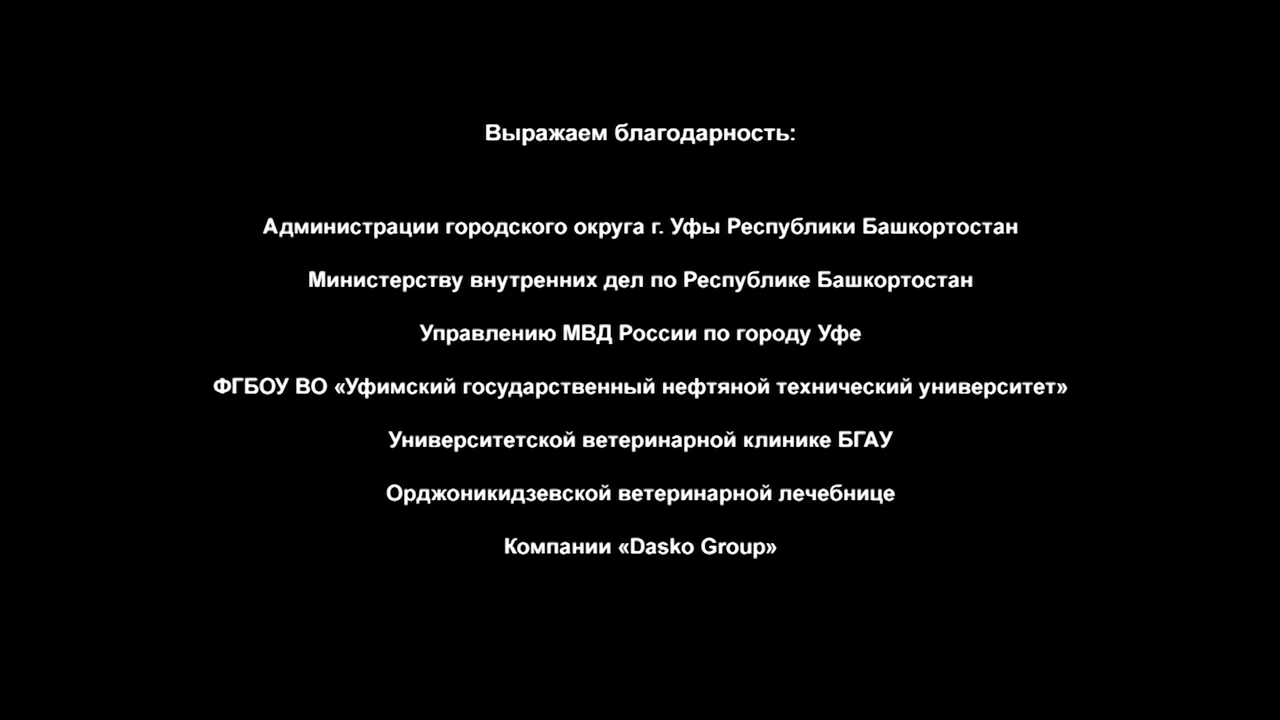 Выражаем благодарность:
Администрации городского округа г. Уфы Республики Башкортостан
Министерству внутренних дел по Республике Башкортостан
Управлению МВД России по городу Уфе
ФГБОУ ВО «Уфимский государственный нефтяной технический университет»
Университетской ветеринарной клинике БГАУ
Орджоникидзевской ветеринарной лечебнице
Компании «Dasko Group»